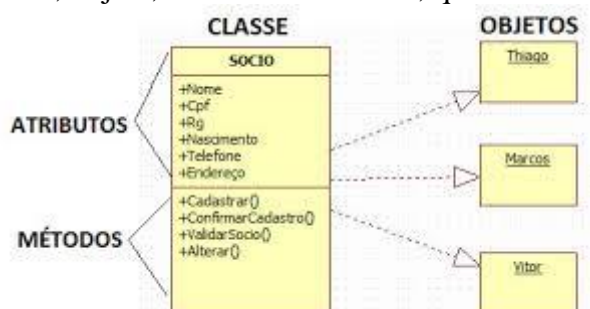 CLASSE
OBJETOS
SOCIO
Thiago
+Nome
+Cpf
+Rg
+Nascimento
+Telefone
+Endereço
ATRIBUTOS
Marcos
+Cadastrar()
+ConfirmarCadastro()
+ValidarSocio()
+Alterar()
MÉTODOS
Vitor